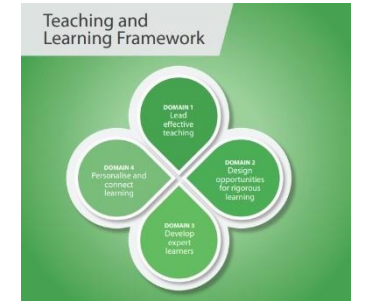 Teaching and
Learning Framework
DOMAIN 1
Lead
effective
teaching
DOMAIN 2
Design
opportunities
for rigorous
learning
DOMAIN 3
Develop
expert
learners
DOMAIN 4
Personalise and
connect
learning